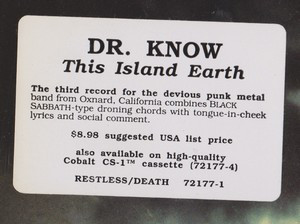 DR. KNOW
This Island Earth
The third record for the devious punk metal
band from Oxnard, California combines BLACK
SABBATH-type droning chords with tongue-in-cheek
lyrics and social comment.
$8.98 suggested USA list price
also available on high-quality
Cobalt CS-1™ cassette (72177-4)
RESTLESS/DEATH 72177-1